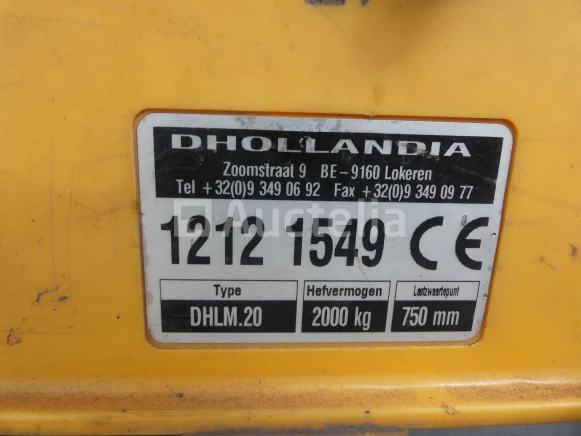 DHOLLANDIA
Zoomstraat 9 BE-9160 Lokeren
Tel +32(0)9 349 06 92 Fax +32(0)9 349 09 77
Auctelia
1212 1549 CE
Type Hefvermogen Lastzwaartepunt
DHLM.20 2000 kg 750 mm